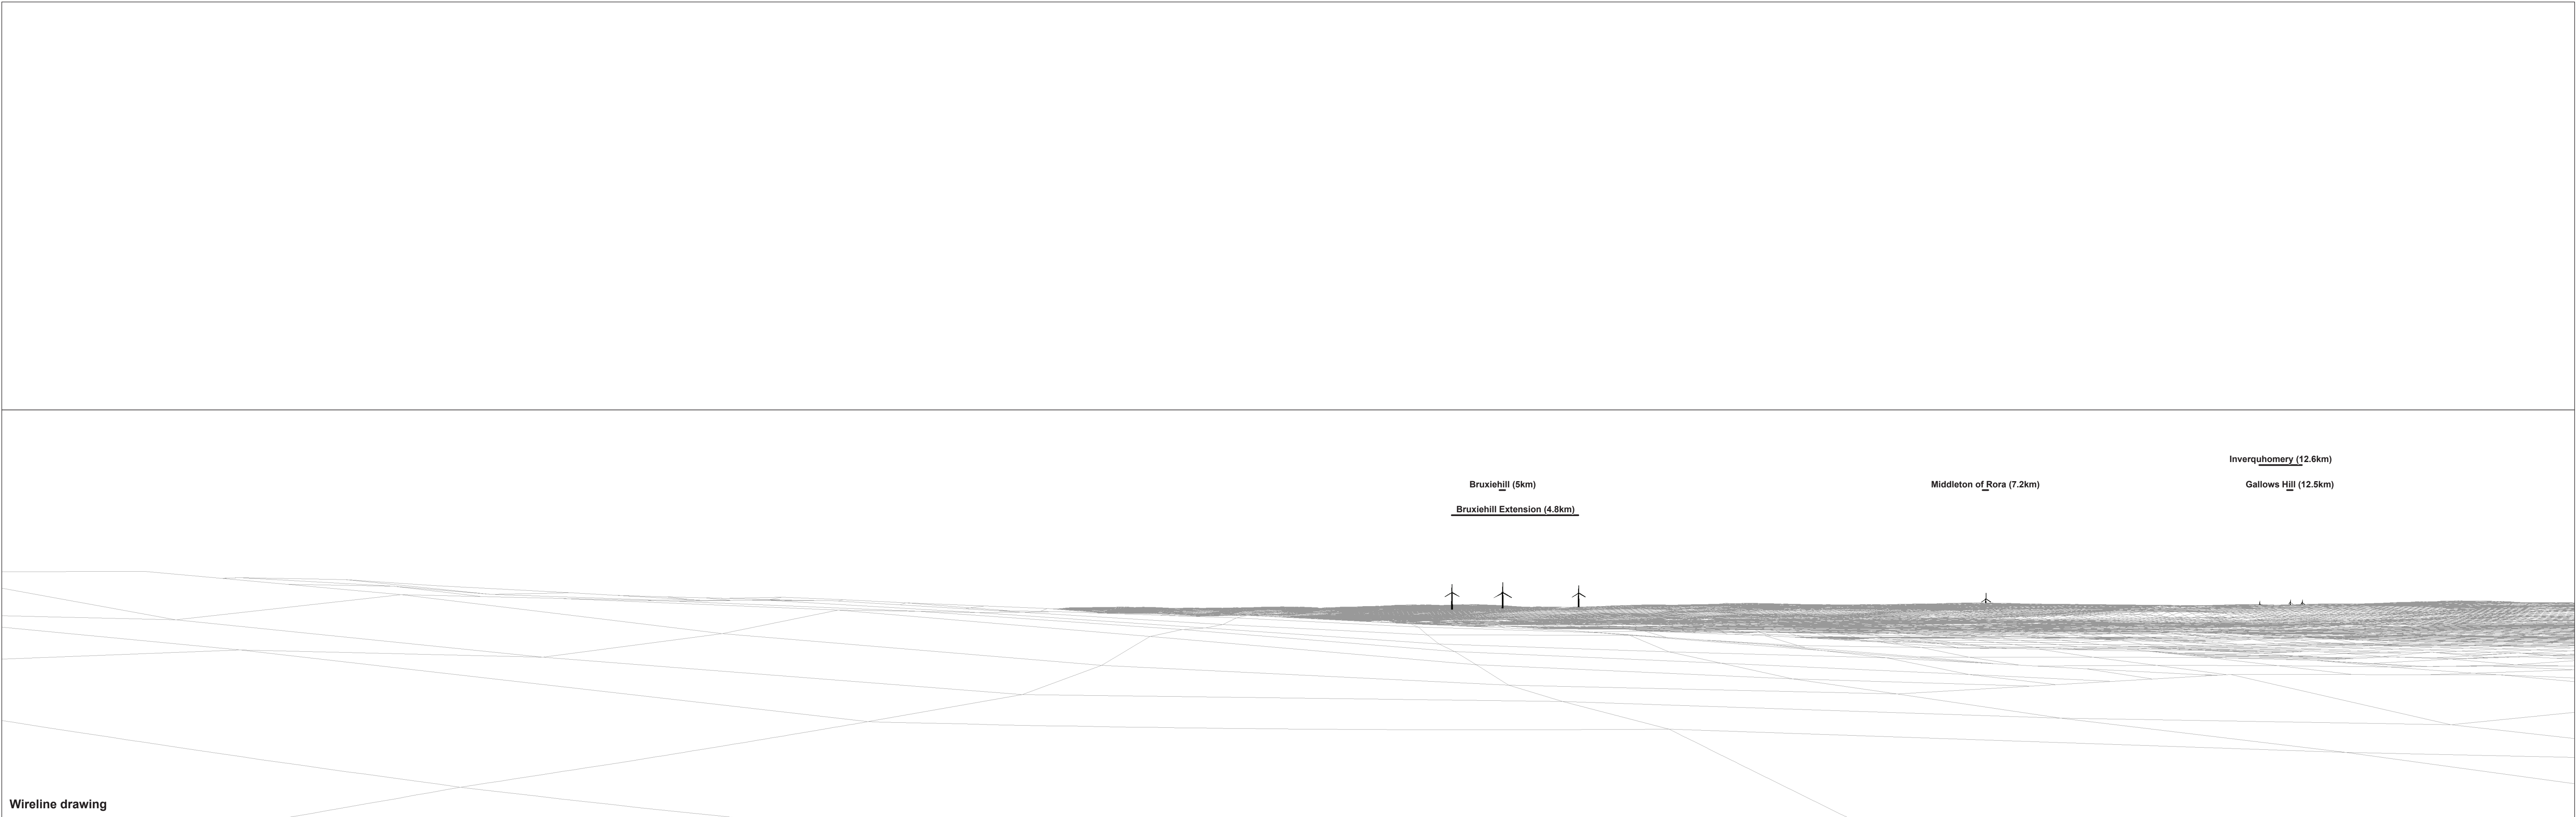 Inverquhomery (12.6km)
Bruxiehill (5km)
Middleton of Rora (7.2km)
Gallows Hill (12.5km)
Bruxiehill Extension (4.8km)
Wireline drawing